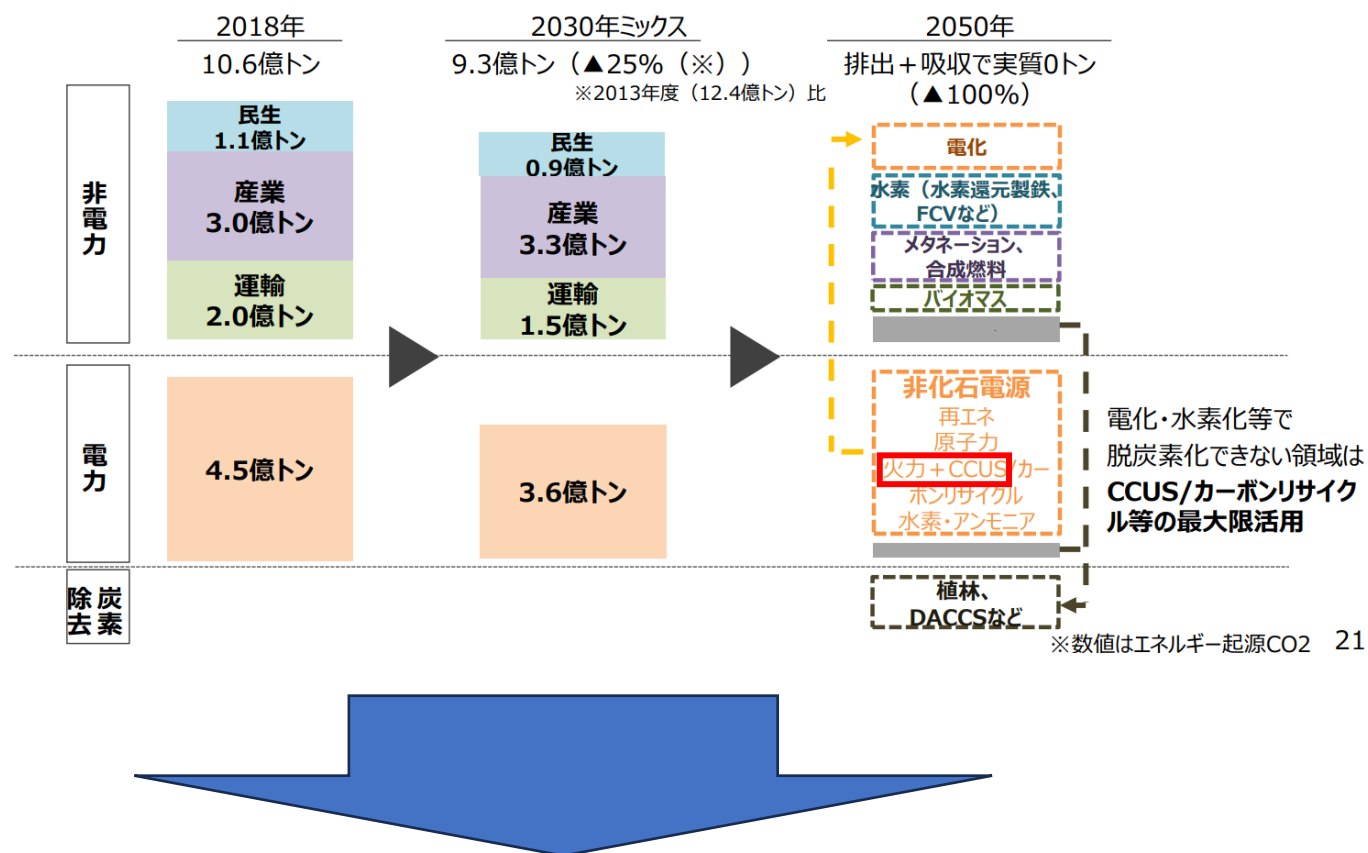 2018年
10.6億トン
2030年ミックス
9.3億トン（▲25%（※））
※2013年度（12.4億トン）比
2050年
排出＋吸収で実質0トン
（▲100%）
非電力
民生
1.1億トン
産業
3.0億トン
運輸
2.0億トン
民生
0.9億トン
産業
3.3億トン
運輸
1.5億トン
電化
水素（水素還元製鉄、
FCVなど）
メタネーション、
合成燃料
バイオマス
電力
4.5億トン
3.6億トン
非化石電源
再エネ
原子力
火力＋CCUS/カー
ボンリサイクル
水素・アンモニア
電化・水素化等で
脱炭素化できない領域は
CCUS/カーボンリサイク
ル等の最大限活用
炭素
除去
植林、
DACCSなど
※数値はエネルギー起源CO2
21